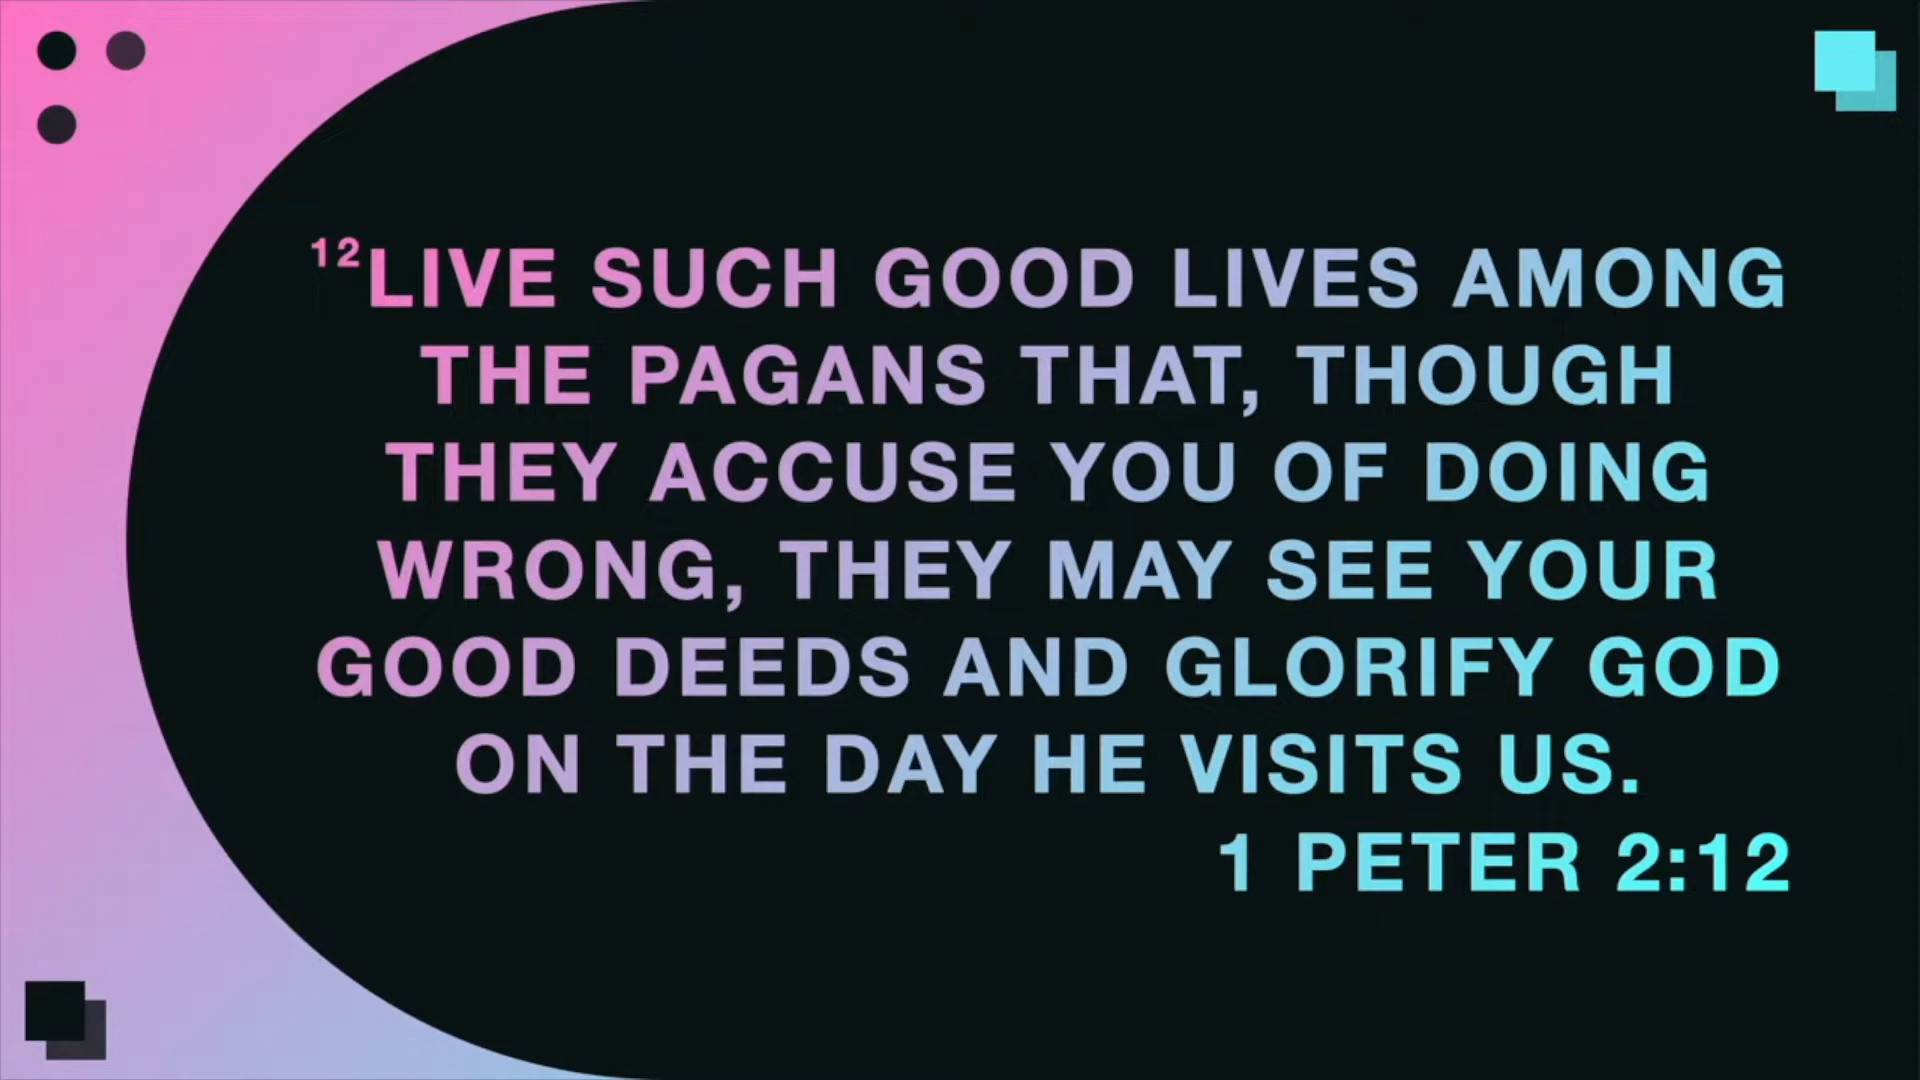 ¹²LIVE SUCH GOOD LIVES AMONG
THE PAGANS THAT, THOUGH
THEY ACCUSE YOU OF DOING
WRONG, THEY MAY SEE YOUR
GOOD DEEDS AND GLORIFY GOD
ON THE DAY HE VISITS US.
1 PETER 2:12